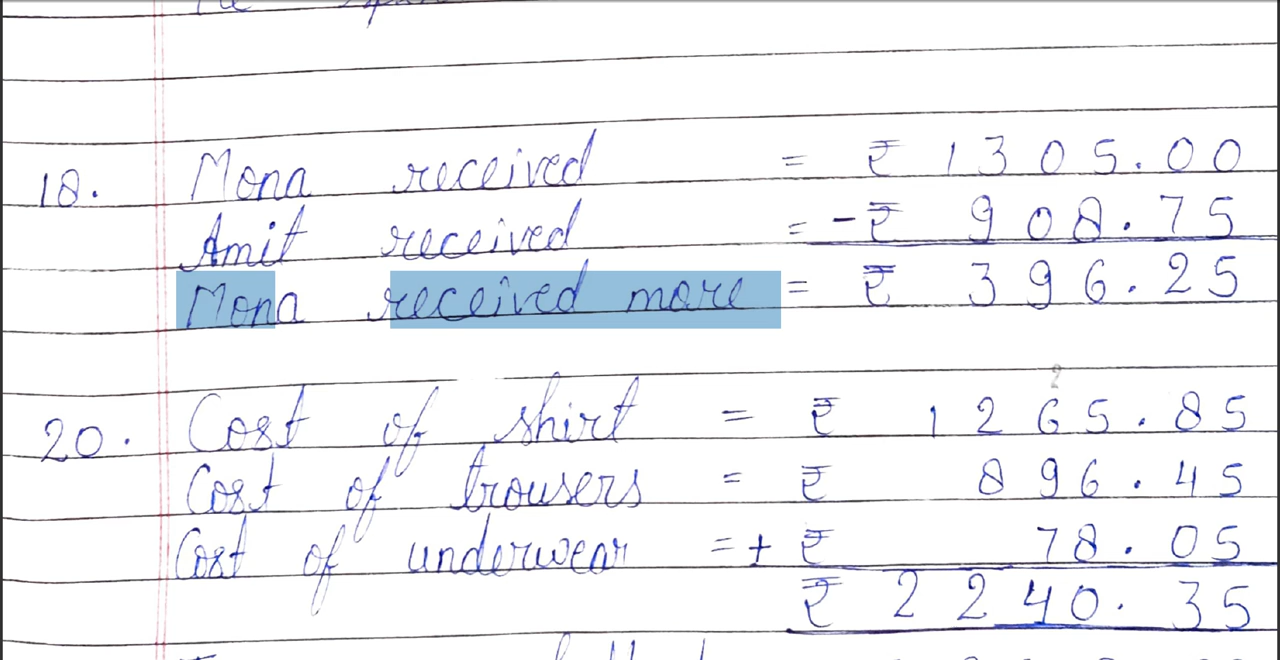 18. Mona received = ₹ 1305.00
Amit received = -₹ 908.75
Mona received more = ₹ 396.25
2
20. Cost of shirt = ₹ 1265.85
Cost of trousers = ₹ 896.45
Cost of underwear = + ₹ 78.05
₹ 2240.35